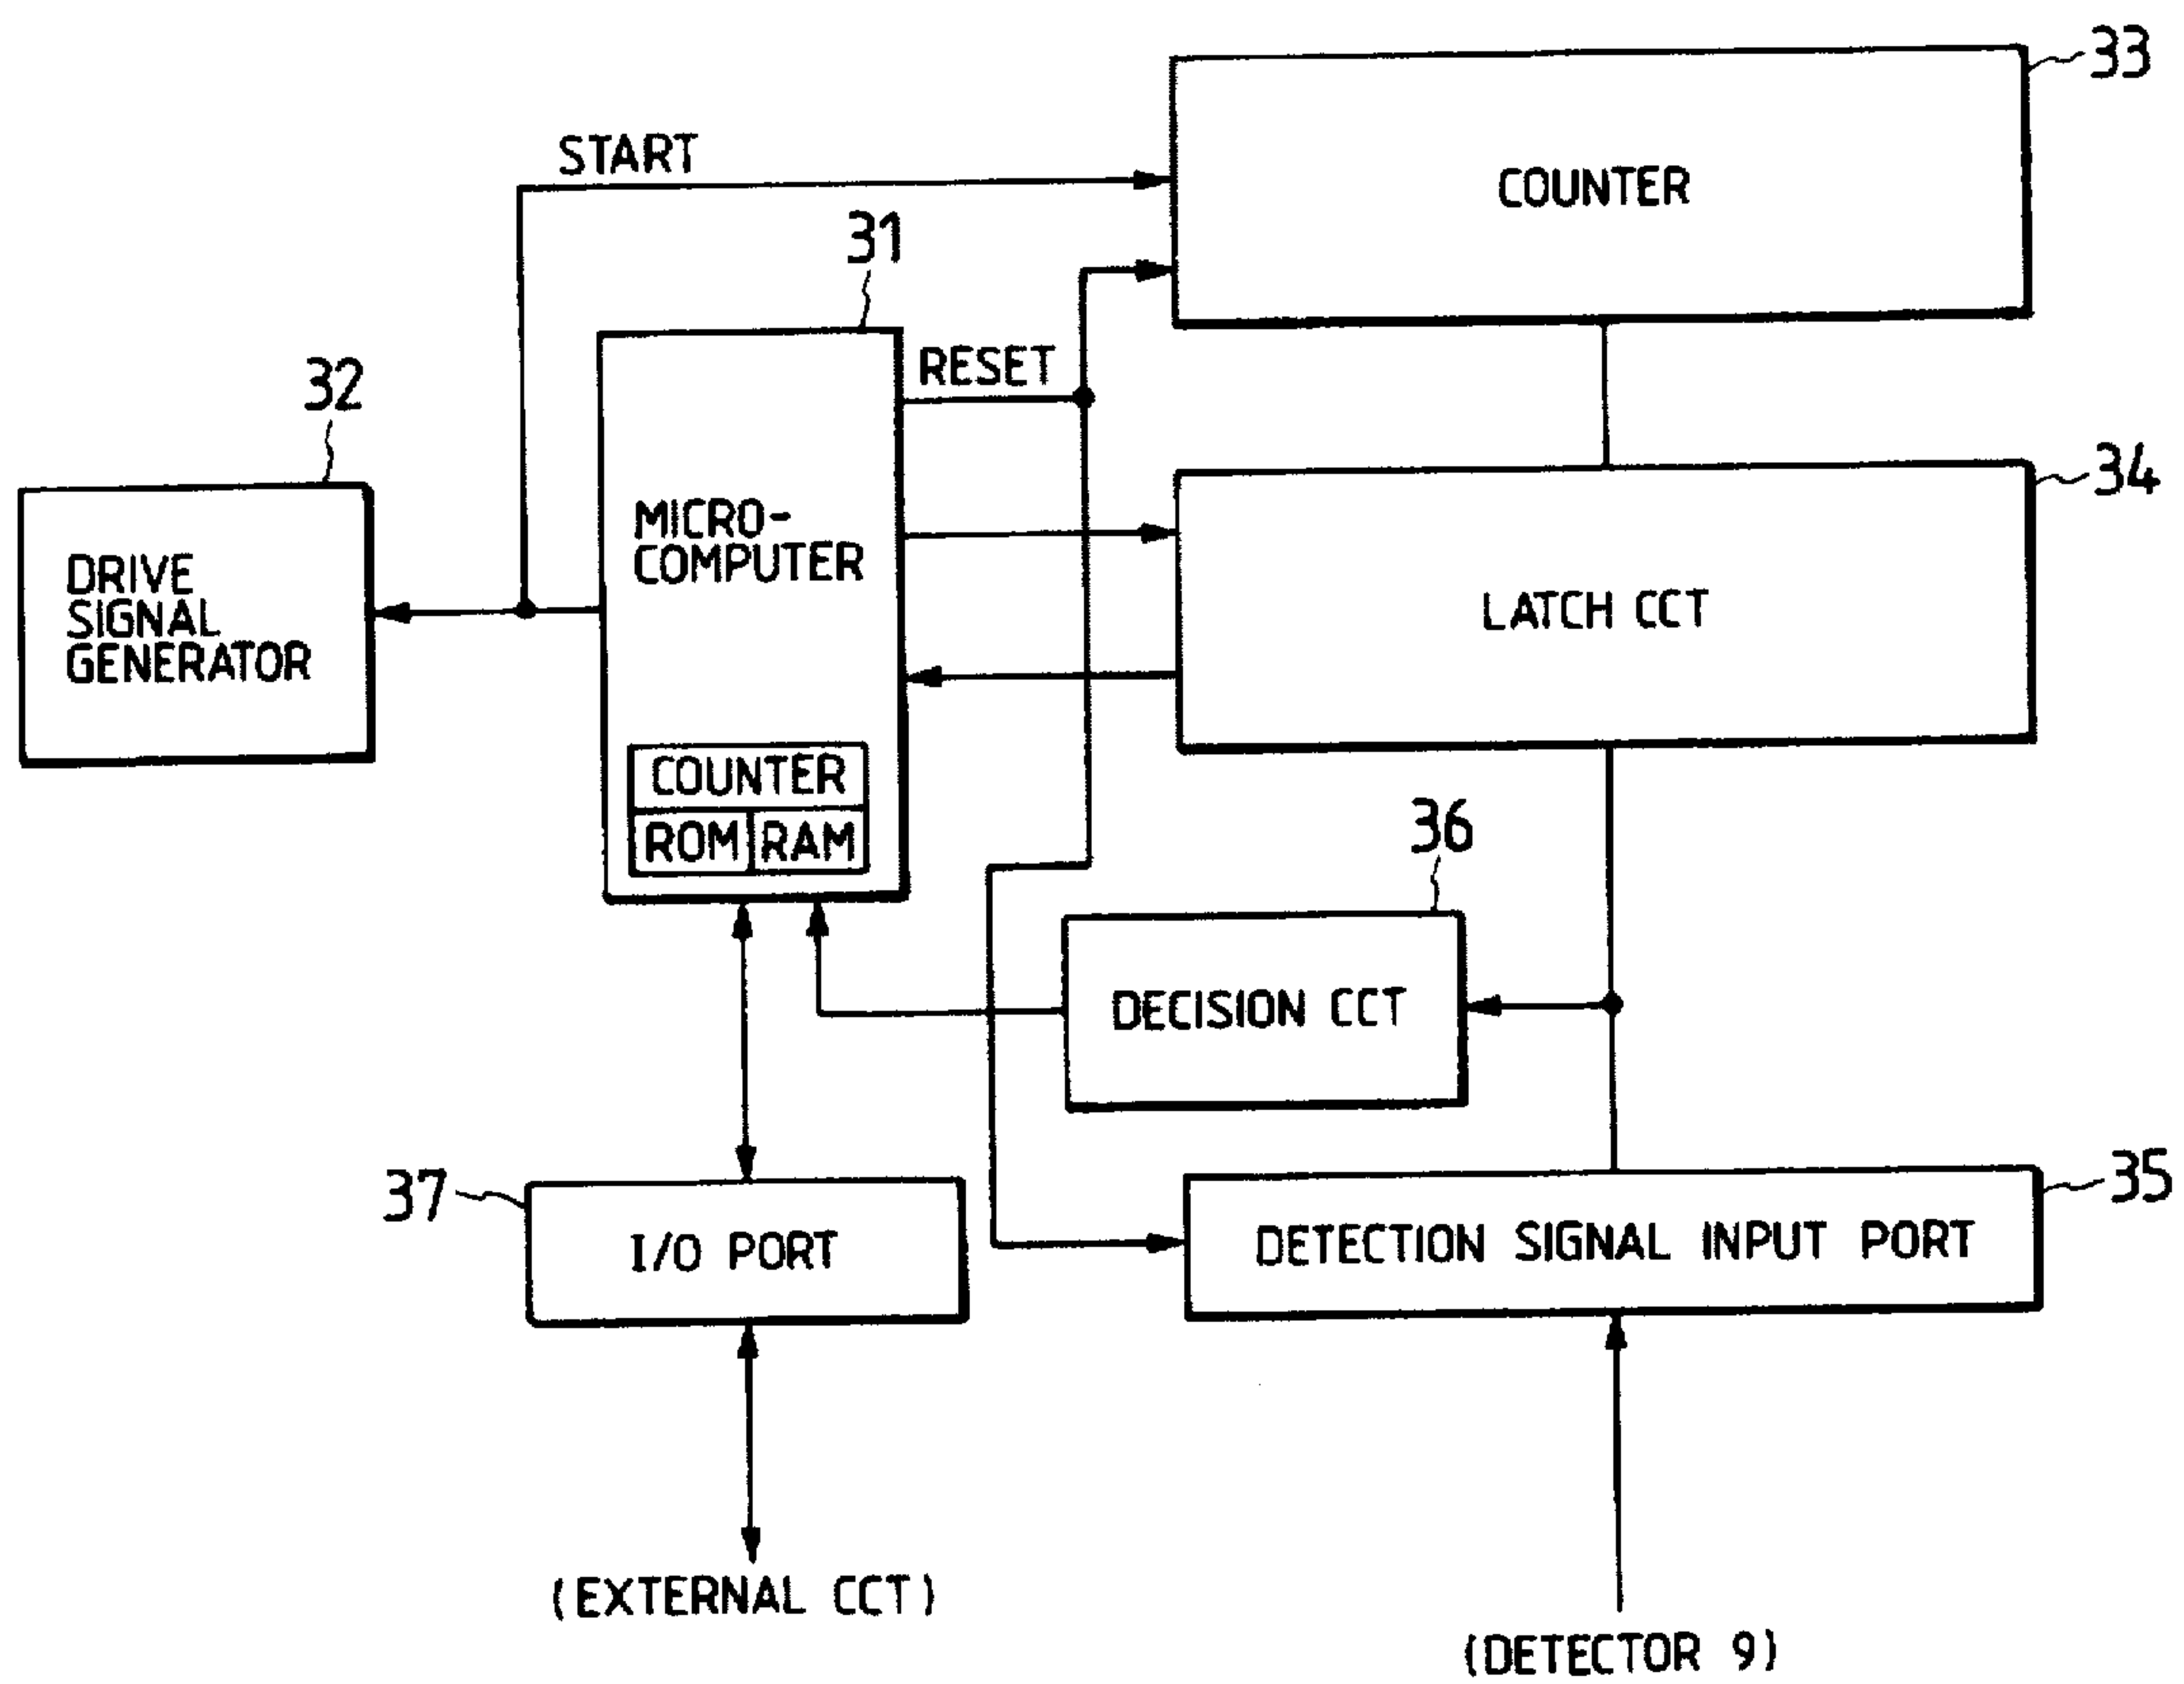 33
START
COUNTER
31
RESET
32
34
MICRO-
COMPUTER
DRIVE
SIGNAL
GENERATOR
LATCH CCT
COUNTER
ROM RAM
36
DECISION CCT
37
35
I/O PORT
DETECTION SIGNAL INPUT PORT
(EXTERNAL CCT)
(DETECTOR 9)